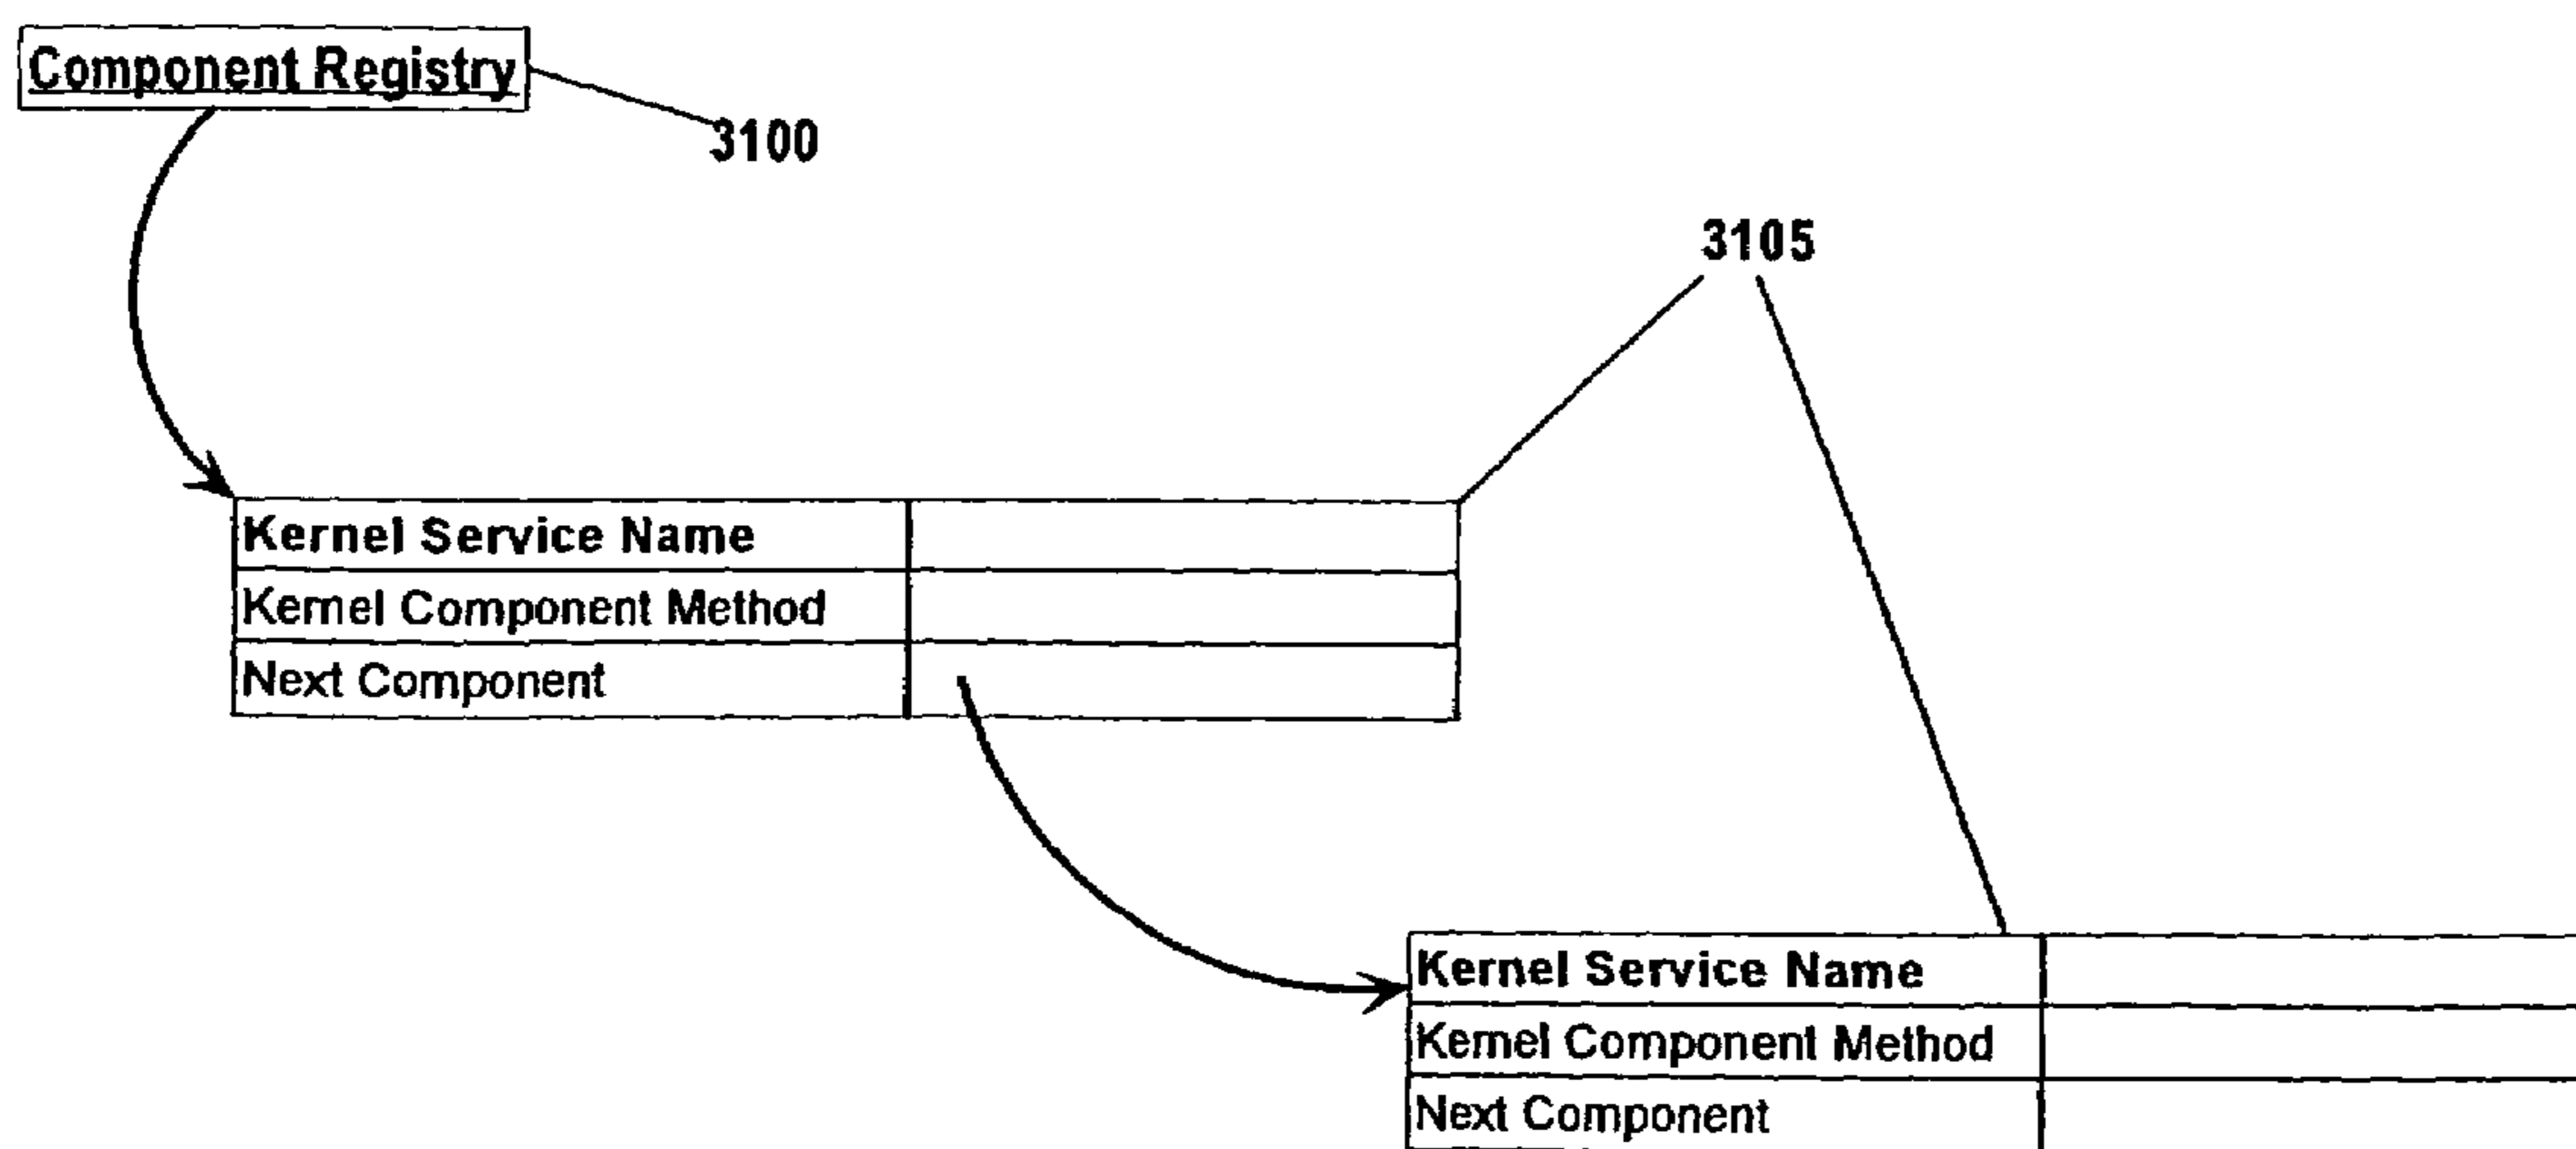 Component Registry
3100
3105
Kernel Service Name
Kernel Component Method
Next Component
Kernel Service Name
Kernel Component Method
Next Component